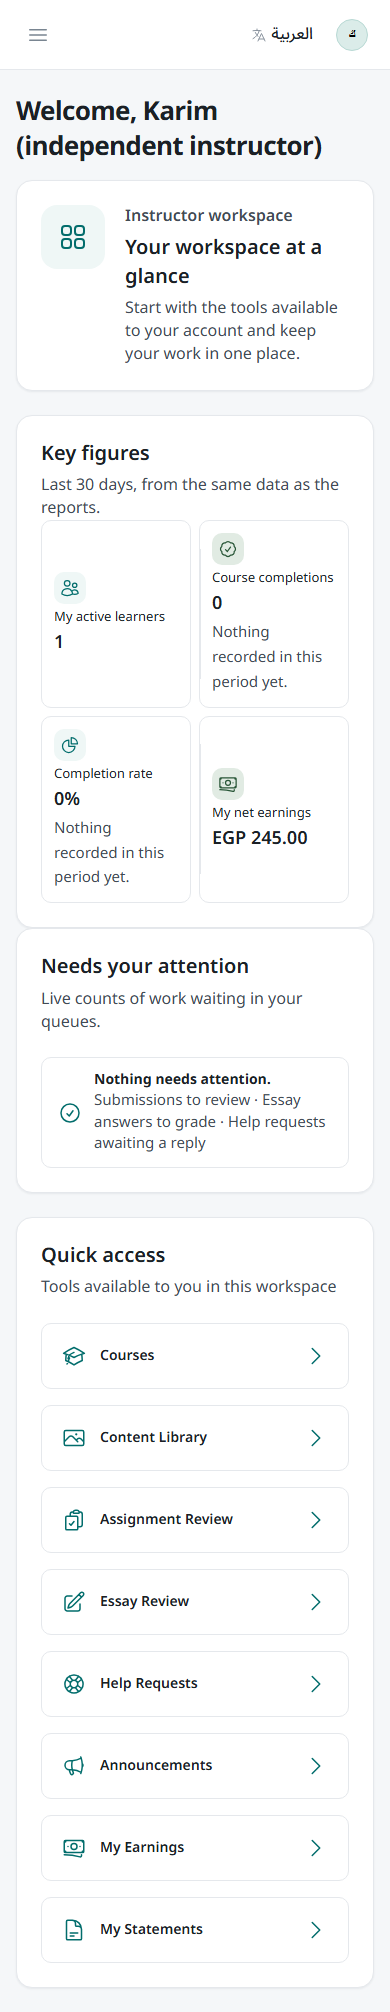 العربية
ك
Welcome, Karim
(independent instructor)
Instructor workspace
Your workspace at a
glance
Start with the tools available
to your account and keep
your work in one place.
Key figures
Last 30 days, from the same data as the
reports.
My active learners
1
Course completions
0
Nothing
recorded in this
period yet.
Completion rate
0%
Nothing
recorded in this
period yet.
My net earnings
EGP 245.00
Needs your attention
Live counts of work waiting in your
queues.
Nothing needs attention.
Submissions to review · Essay
answers to grade · Help requests
awaiting a reply
Quick access
Tools available to you in this workspace
Courses
Content Library
Assignment Review
Essay Review
Help Requests
Announcements
My Earnings
My Statements